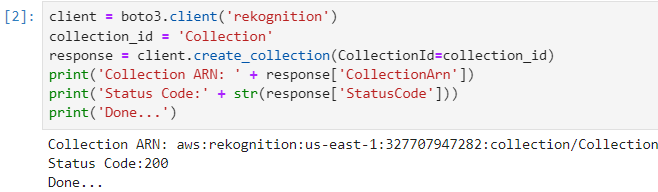 [2]: client = boto3.client('rekognition')
collection_id = 'Collection'
response = client.create_collection(CollectionId=collection_id)
print('Collection ARN: ' + response['CollectionArn'])
print('Status Code:' + str(response['StatusCode']))
print('Done...')
Collection ARN: aws:rekognition:us-east-1:327707947282:collection/Collection
Status Code:200
Done...